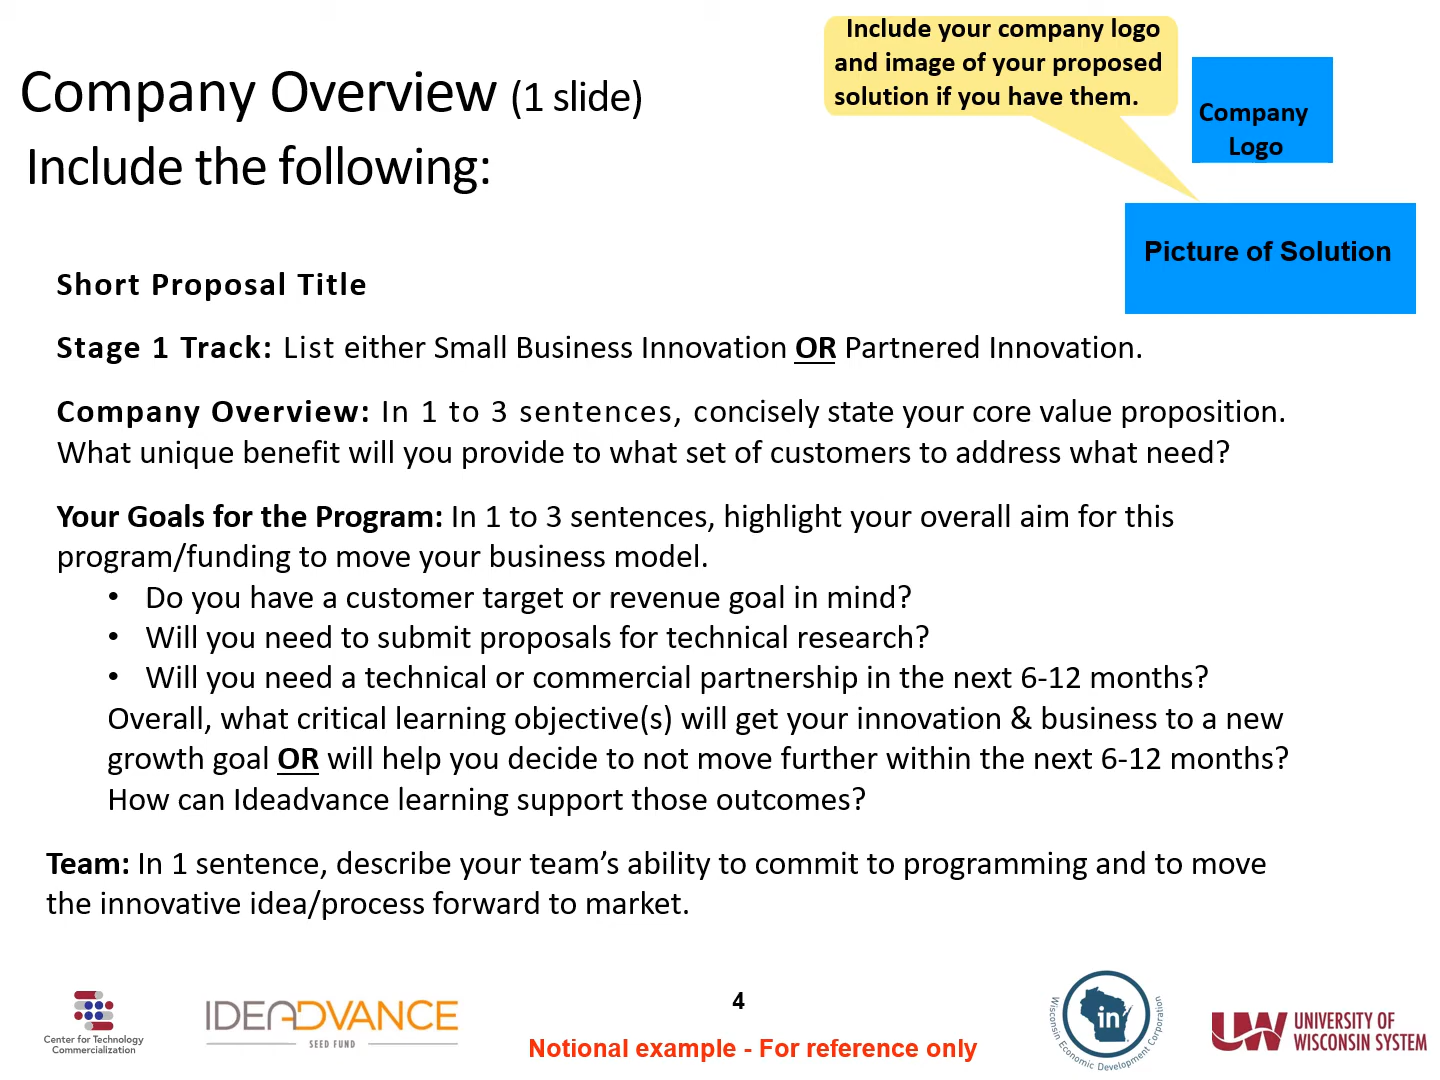 Include your company logo
and image of your proposed
solution if you have them.
Company Overview (1 slide)
Include the following:
Company
Logo
Picture of Solution
Short Proposal Title
Stage 1 Track: List either Small Business Innovation OR Partnered Innovation.
Company Overview: In 1 to 3 sentences, concisely state your core value proposition.
What unique benefit will you provide to what set of customers to address what need?
Your Goals for the Program: In 1 to 3 sentences, highlight your overall aim for this
program/funding to move your business model.
• Do you have a customer target or revenue goal in mind?
• Will you need to submit proposals for technical research?
• Will you need a technical or commercial partnership in the next 6-12 months?
Overall, what critical learning objective(s) will get your innovation & business to a new
growth goal OR will help you decide to not move further within the next 6-12 months?
How can Ideadvance learning support those outcomes?
Team: In 1 sentence, describe your team’s ability to commit to programming and to move
the innovative idea/process forward to market.
Center for Technology
Commercialization
IDEADVANCE
SEED FUND
4
Notional example - For reference only
in
Wisconsin Economic Development Corporation
UW
UNIVERSITY OF
WISCONSIN SYSTEM